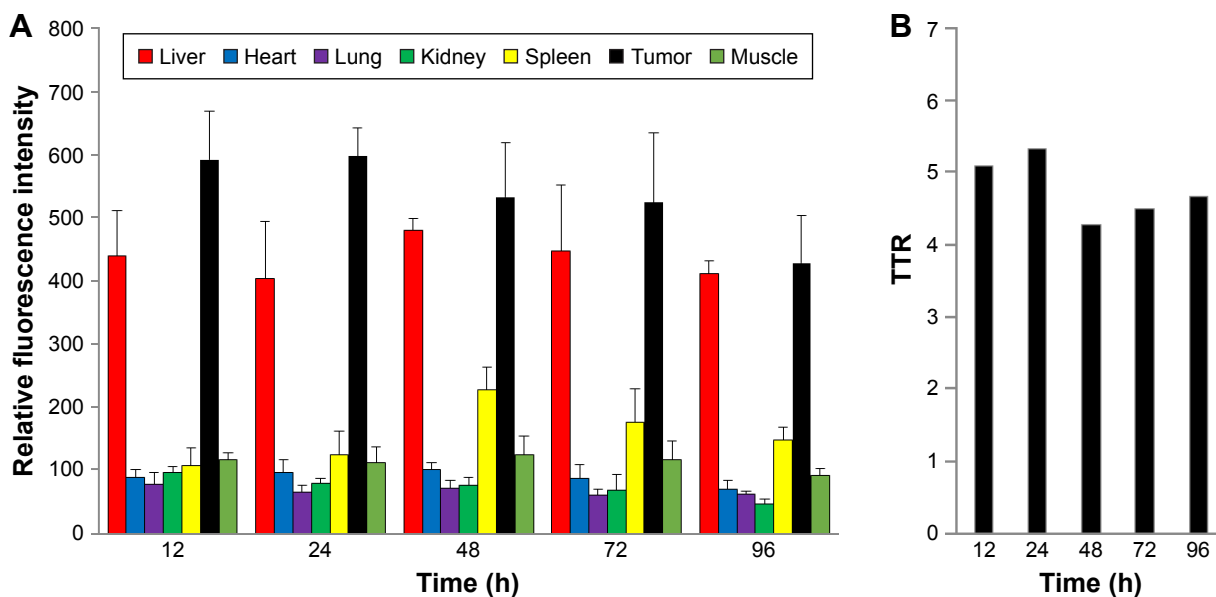 A
Relative fluorescence intensity
800
700
600
500
400
300
200
100
0
Liver Heart Lung Kidney Spleen Tumor Muscle
12 24 48 72 96
Time (h)
B
TTR
7
6
5
4
3
2
1
0
12 24 48 72 96
Time (h)